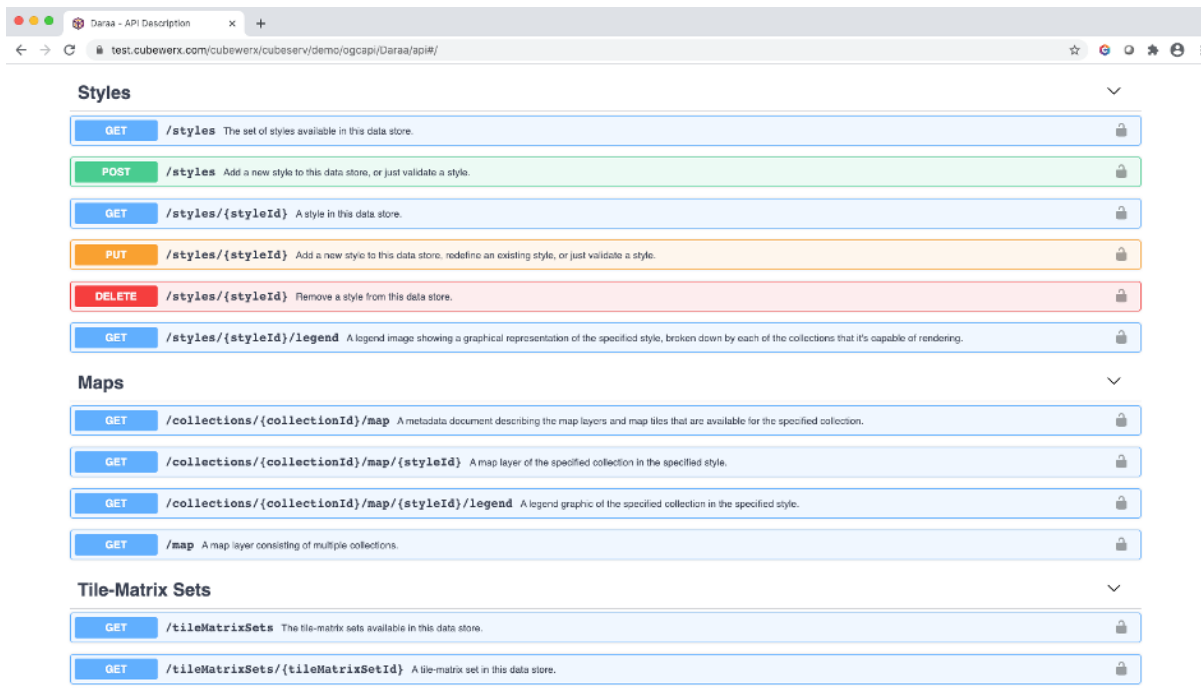 Daraa - API Description
test.cubewerx.com/cubewerx/cubeserv/demo/ogcapi/Daraa/api#/
Styles
GET /styles The set of styles available in this data store.
POST /styles Add a new style to this data store, or just validate a style.
GET /styles/{styleId} A style in this data store.
PUT /styles/{styleId} Add a new style to this data store, redefine an existing style, or just validate a style.
DELETE /styles/{styleId} Remove a style from this data store.
GET /styles/{styleId}/legend A legend image showing a graphical representation of the specified style, broken down by each of the collections that it's capable of rendering.
Maps
GET /collections/{collectionId}/map A metadata document describing the map layers and map tiles that are available for the specified collection.
GET /collections/{collectionId}/map/{styleId} A map layer of the specified collection in the specified style.
GET /collections/{collectionId}/map/{styleId}/legend A legend graphic of the specified collection in the specified style.
GET /map A map layer consisting of multiple collections.
Tile-Matrix Sets
GET /tileMatrixSets The tile-matrix sets available in this data store.
GET /tileMatrixSets/{tileMatrixSetId} A tile-matrix set in this data store.